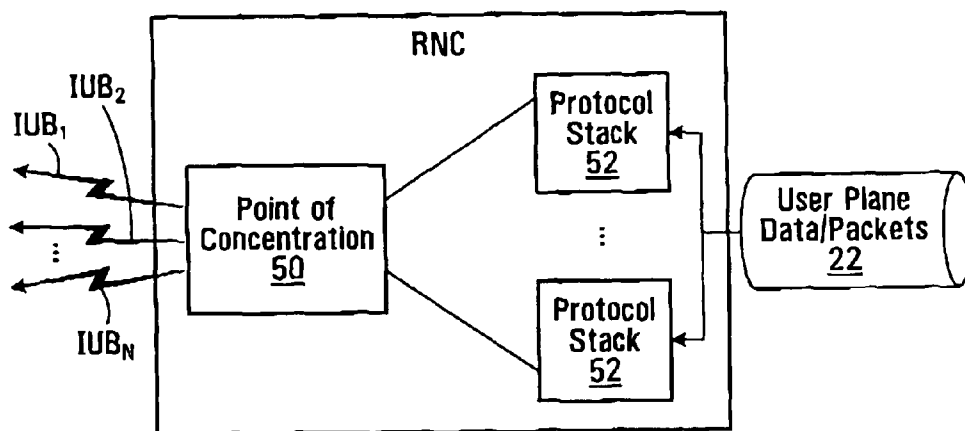 RNC
IUB1
IUB2
IUBN
⋮
Point of
Concentration
50
Protocol
Stack
52
⋮
Protocol
Stack
52
User Plane
Data/Packets
22